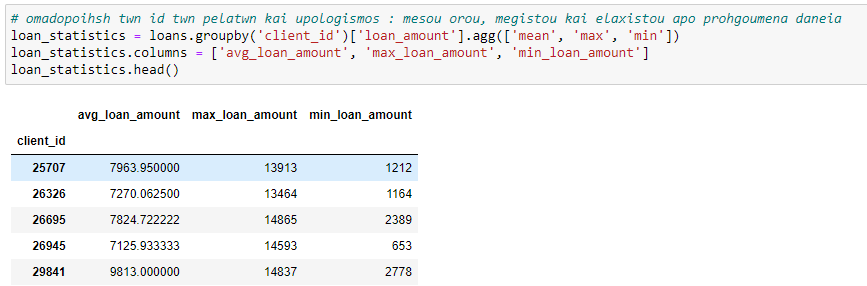 # omadopoihsh twn id twn pelatwn kai upologismos : mesou orou, megistou kai elaxistou apo prohgoumena daneia
loan_statistics = loans.groupby('client_id')['loan_amount'].agg(['mean', 'max', 'min'])
loan_statistics.columns = ['avg_loan_amount', 'max_loan_amount', 'min_loan_amount']
loan_statistics.head()
avg_loan_amount max_loan_amount min_loan_amount
client_id
25707 7963.950000 13913 1212
26326 7270.062500 13464 1164
26695 7824.722222 14865 2389
26945 7125.933333 14593 653
29841 9813.000000 14837 2778